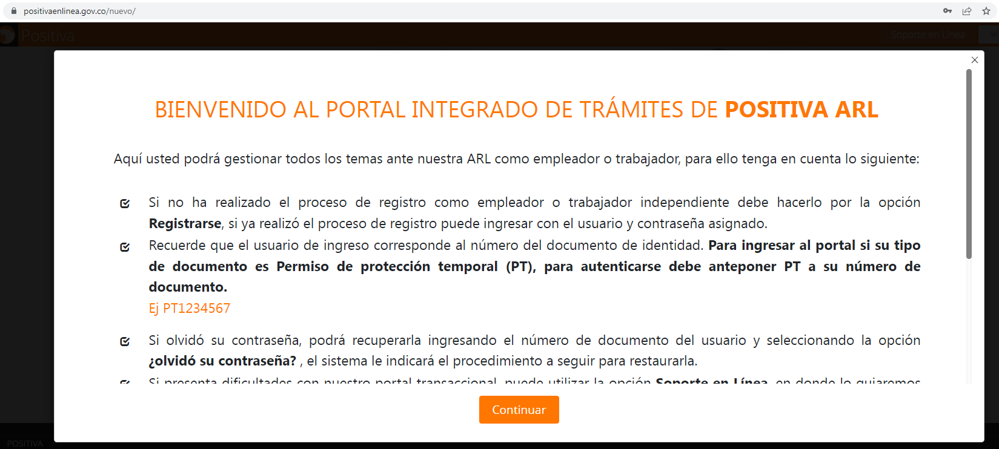 positivaenlinea.gov.co/nuevo/
Positiva
Soporte en Línea
BIENVENIDO AL PORTAL INTEGRADO DE TRÁMITES DE POSITIVA ARL
Aquí usted podrá gestionar todos los temas ante nuestra ARL como empleador o trabajador, para ello tenga en cuenta lo siguiente:
Si no ha realizado el proceso de registro como empleador o trabajador independiente debe hacerlo por la opción
Registrarse, si ya realizó el proceso de registro puede ingresar con el usuario y contraseña asignado.
Recuerde que el usuario de ingreso corresponde al número del documento de identidad. Para ingresar al portal si su tipo
de documento es Permiso de protección temporal (PT), para autenticarse debe anteponer PT a su número de
documento.
Ej PT1234567
Si olvidó su contraseña, podrá recuperarla ingresando el número de documento del usuario y seleccionando la opción
¿olvidó su contraseña? , el sistema le indicará el procedimiento a seguir para restaurarla.
Si presenta dificultades con nuestro portal transaccional, puede utilizar la opción Soporte en Línea, en donde lo guiaremos
Continuar
POSITIVA